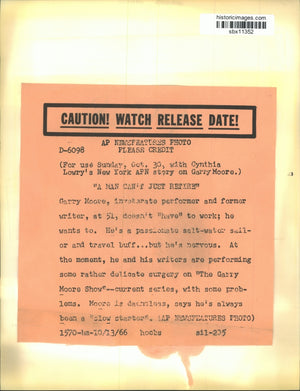 historicimages.com
sbx11352
CAUTION! WATCH RELEASE DATE!
AP NEWSFEATURES PHOTO
D-6098 PLEASE CREDIT
(For use Sunday, Oct. 30, with Cynthia
Lowry's New York APN story on Garry Moore.)
"A MAN CAN'T JUST RETIRE"
Garry Moore, inveterate performer and former
writer, at 51, doesn't "have" to work; he
wants to. He's a passionate salt-water sail-
or and travel buff...but he's nervous. At
the moment, he and his writers are performing
some rather delicate surgery on "The Garry
Moore Show"--current series, with some prob-
lems. Moore is dauntless, says he's always
been a "slow starter". (AP NEWSFEATURES PHOTO)
1570-hm-10/13/66 hooks sil-205